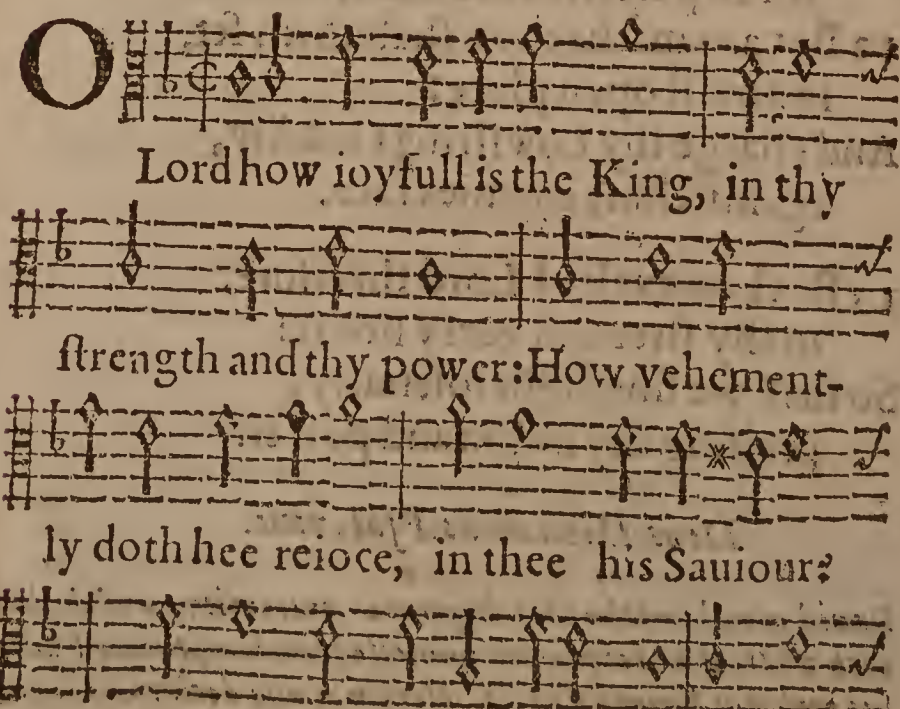 O
Lord how ioyfull is the King, in thy
ſtrength and thy power: How vehement-
ly doth hee reioce, in thee his Sauiour?